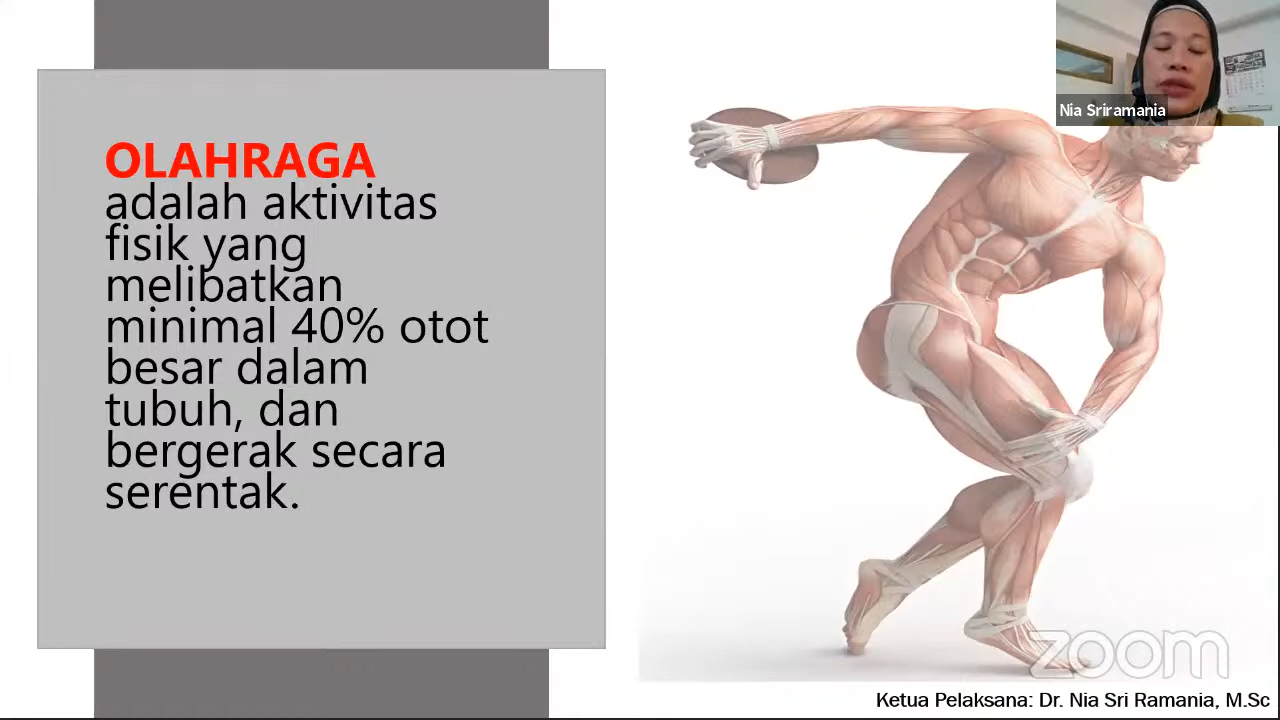 OLAHRAGA
adalah aktivitas
fisik yang
melibatkan
minimal 40% otot
besar dalam
tubuh, dan
bergerak secara
serentak.
Nia Sriramania
zoom
Ketua Pelaksana: Dr. Nia Sri Ramania, M.Sc